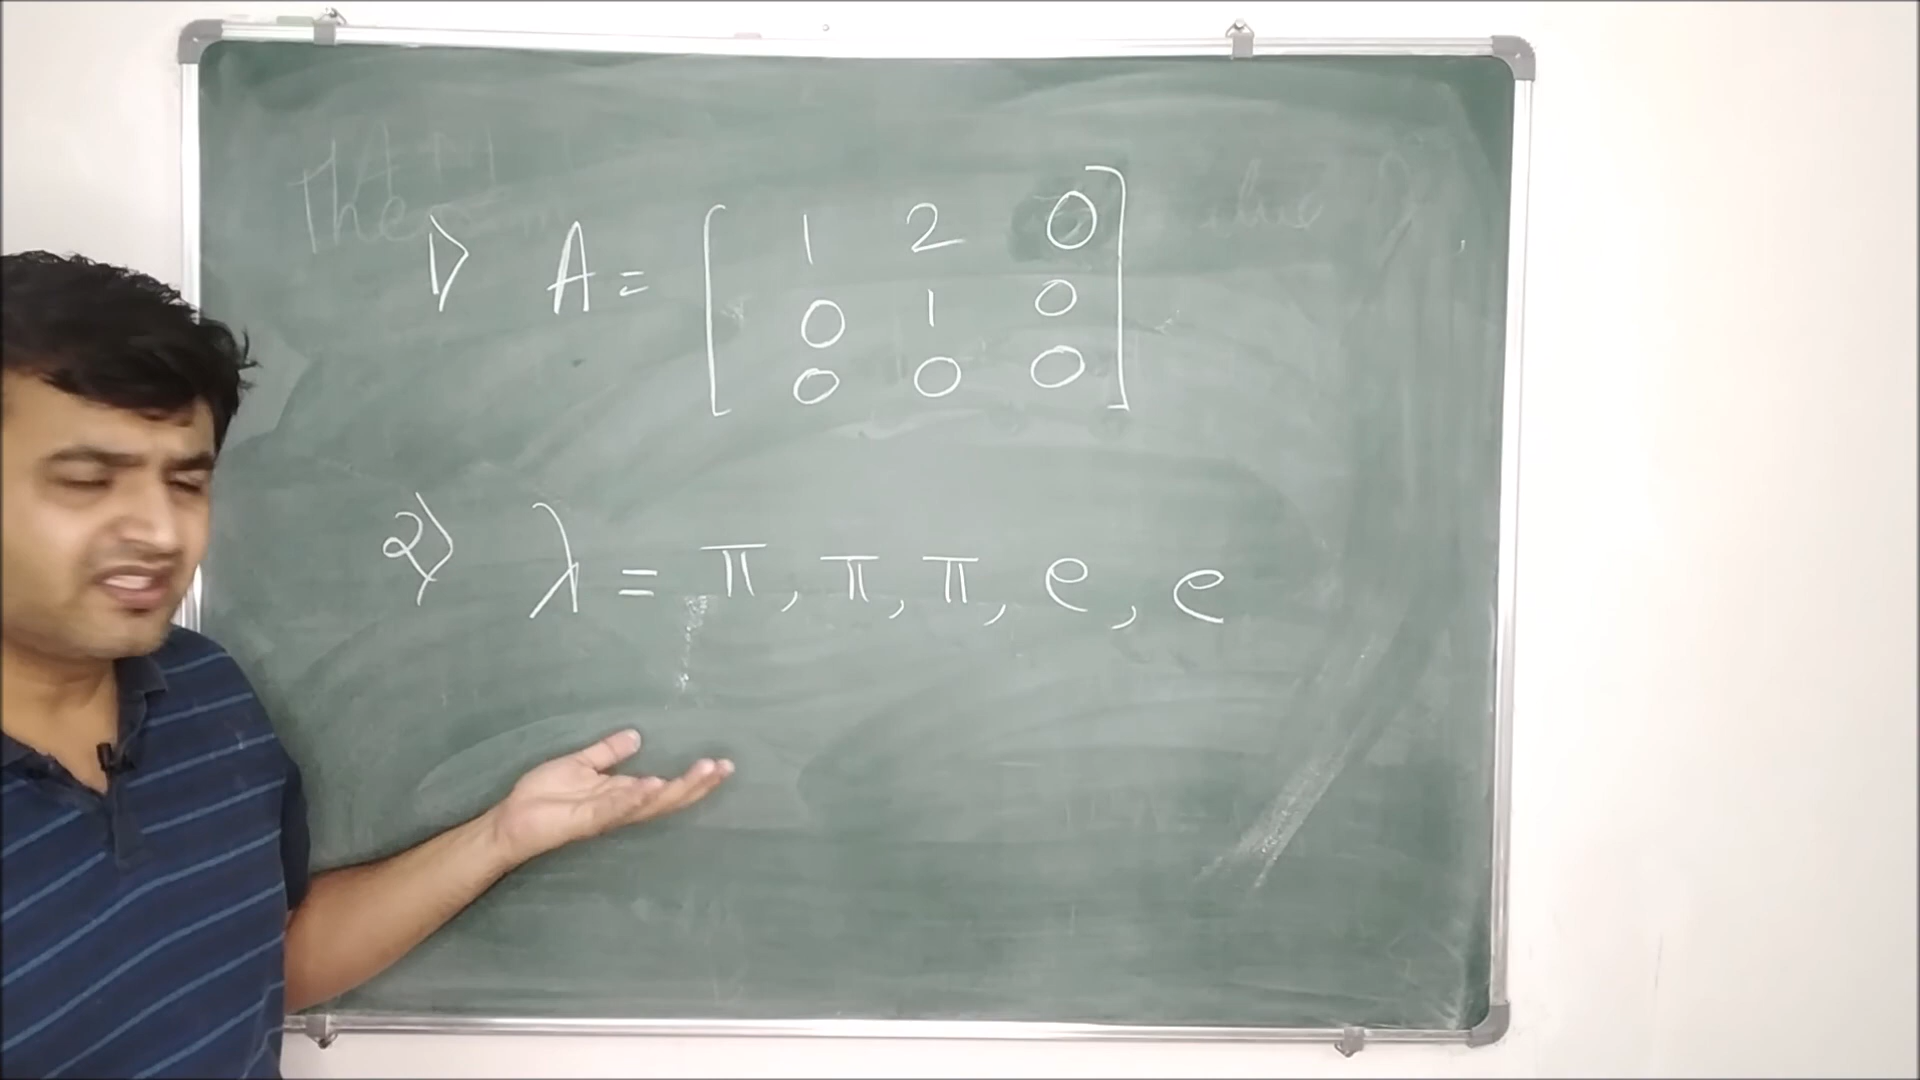 1) A = [ 1 2 0
0 1 0
0 0 0 ]
2) λ = π, π, π, e, e